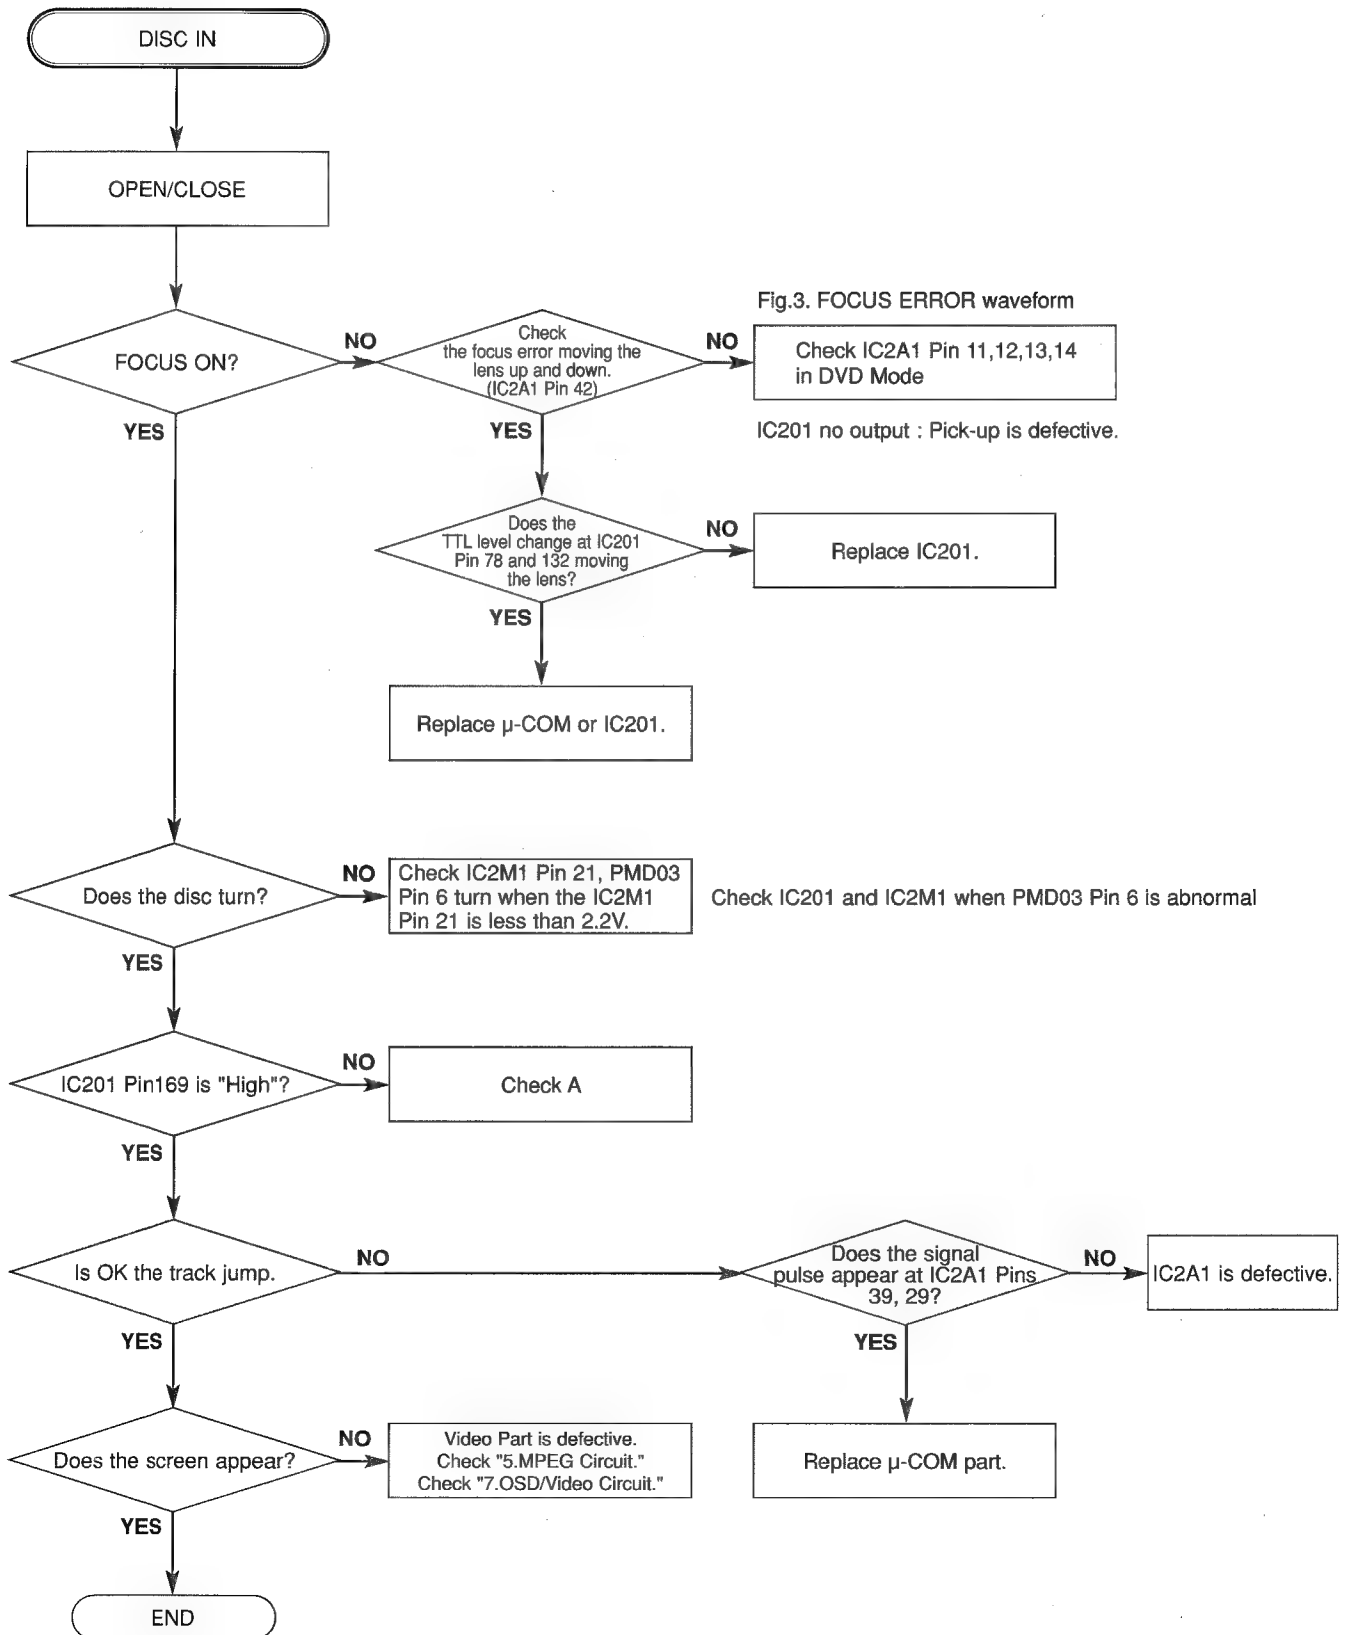 DISC IN
OPEN/CLOSE
FOCUS ON?
NO
YES
Check
the focus error moving the
lens up and down.
(IC2A1 Pin 42)
NO
YES
Fig.3. FOCUS ERROR waveform
Check IC2A1 Pin 11,12,13,14
in DVD Mode
IC201 no output : Pick-up is defective.
Does the
TTL level change at IC201
Pin 78 and 132 moving
the lens?
NO
YES
Replace IC201.
Replace µ-COM or IC201.
Does the disc turn?
NO
YES
Check IC2M1 Pin 21, PMD03
Pin 6 turn when the IC2M1
Pin 21 is less than 2.2V.
Check IC201 and IC2M1 when PMD03 Pin 6 is abnormal
IC201 Pin169 is "High"?
NO
YES
Check A
Is OK the track jump.
NO
YES
Does the signal
pulse appear at IC2A1 Pins
39, 29?
NO
YES
IC2A1 is defective.
Replace µ-COM part.
Does the screen appear?
NO
YES
Video Part is defective.
Check "5.MPEG Circuit."
Check "7.OSD/Video Circuit."
END